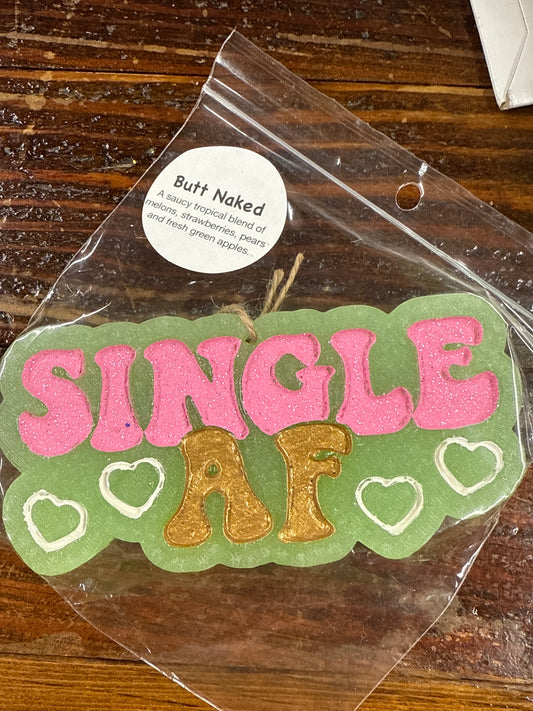 Butt Naked
A saucy tropical blend of
melons, strawberries, pears
and fresh green apples..
SINGLE
AF